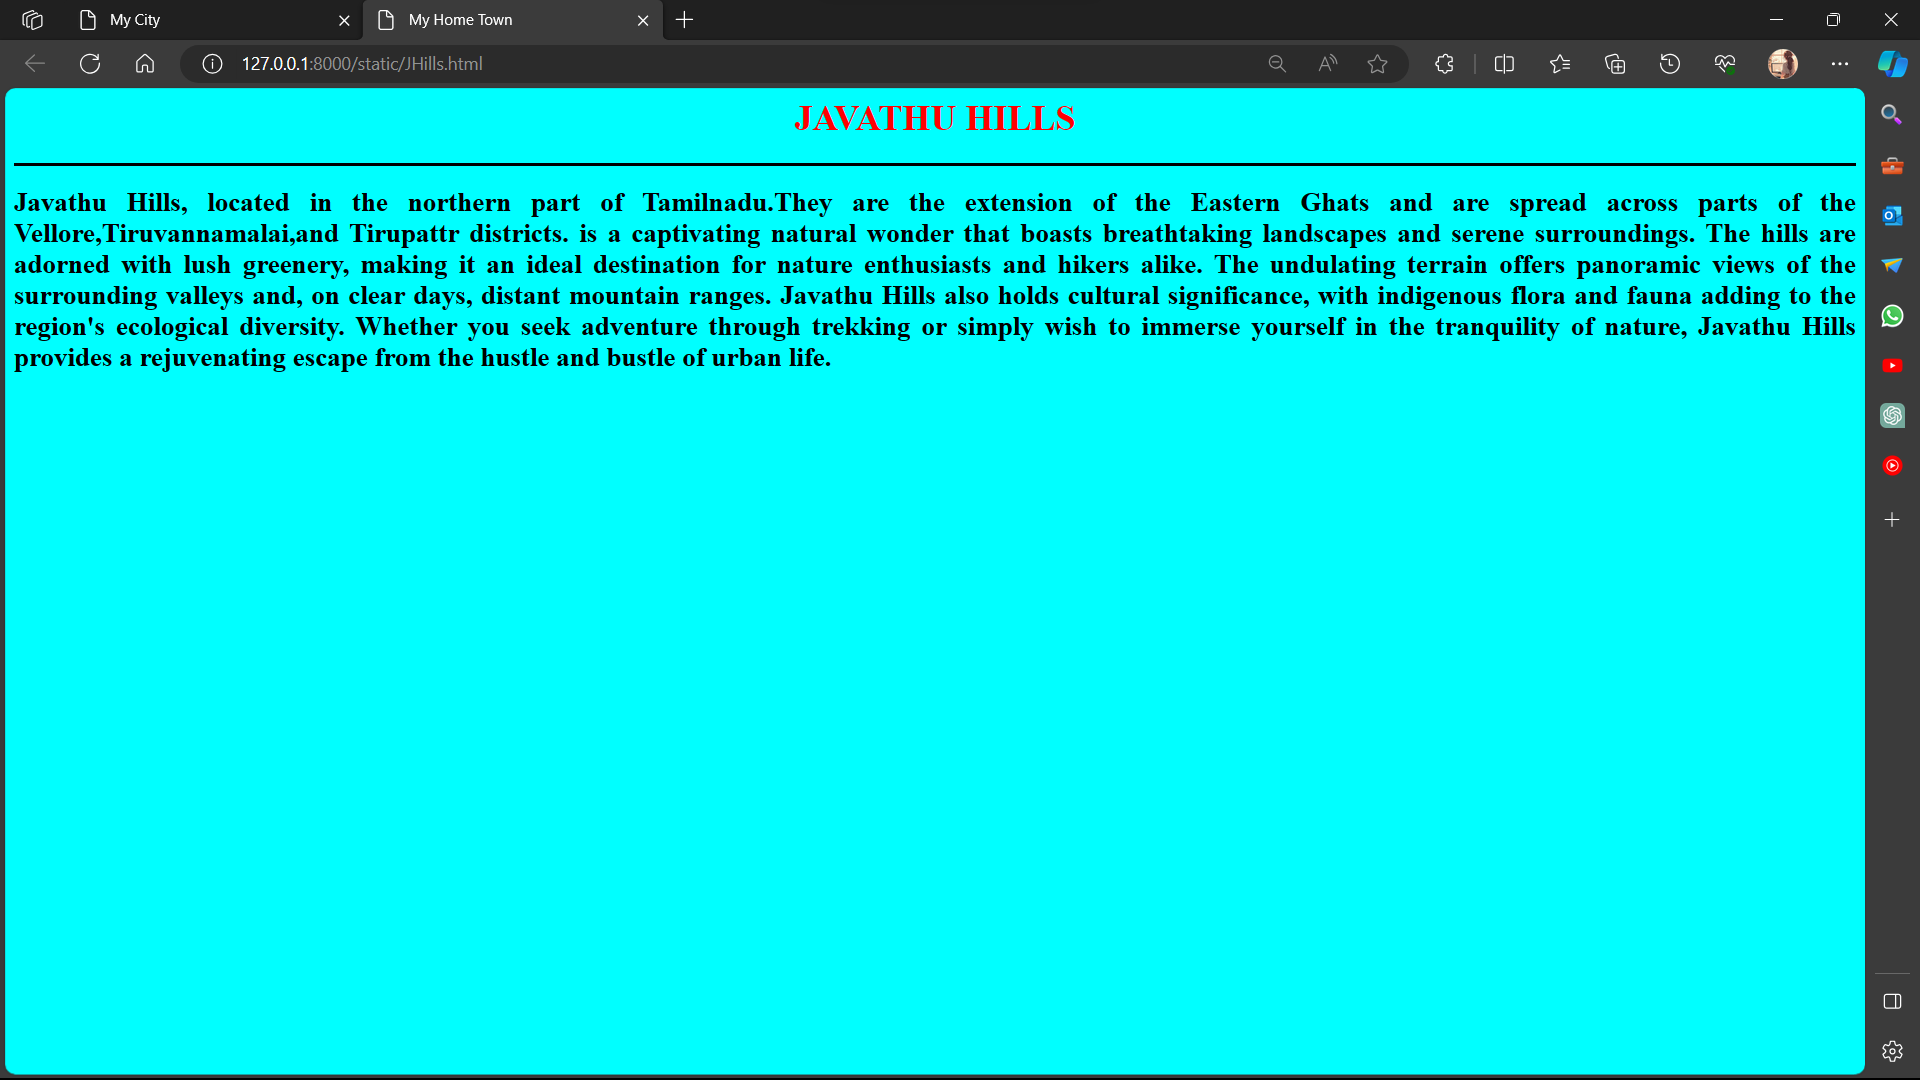 My City
My Home Town
127.0.0.1:8000/static/JHills.html
JAVATHU HILLS
Javathu Hills, located in the northern part of Tamilnadu.They are the extension of the Eastern Ghats and are spread across parts of the
Vellore,Tiruvannamalai,and Tirupattr districts. is a captivating natural wonder that boasts breathtaking landscapes and serene surroundings. The hills are
adorned with lush greenery, making it an ideal destination for nature enthusiasts and hikers alike. The undulating terrain offers panoramic views of the
surrounding valleys and, on clear days, distant mountain ranges. Javathu Hills also holds cultural significance, with indigenous flora and fauna adding to the
region's ecological diversity. Whether you seek adventure through trekking or simply wish to immerse yourself in the tranquility of nature, Javathu Hills
provides a rejuvenating escape from the hustle and bustle of urban life.